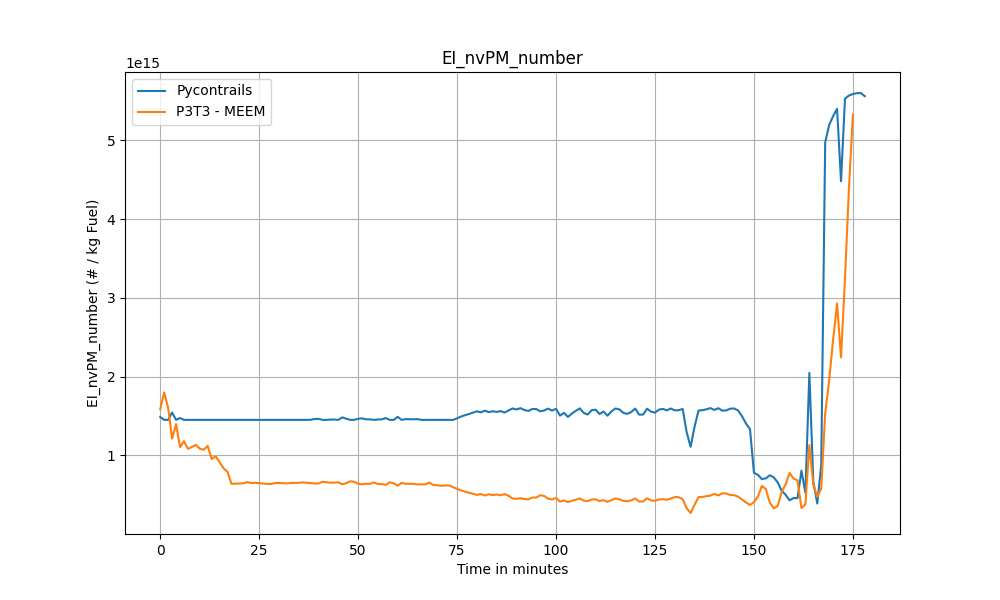 EI_nvPM_number
1e15
Pycontrails
P3T3 - MEEM
5
4
3
2
1
EI_nvPM_number (# / kg Fuel)
0 25 50 75 100 125 150 175
Time in minutes